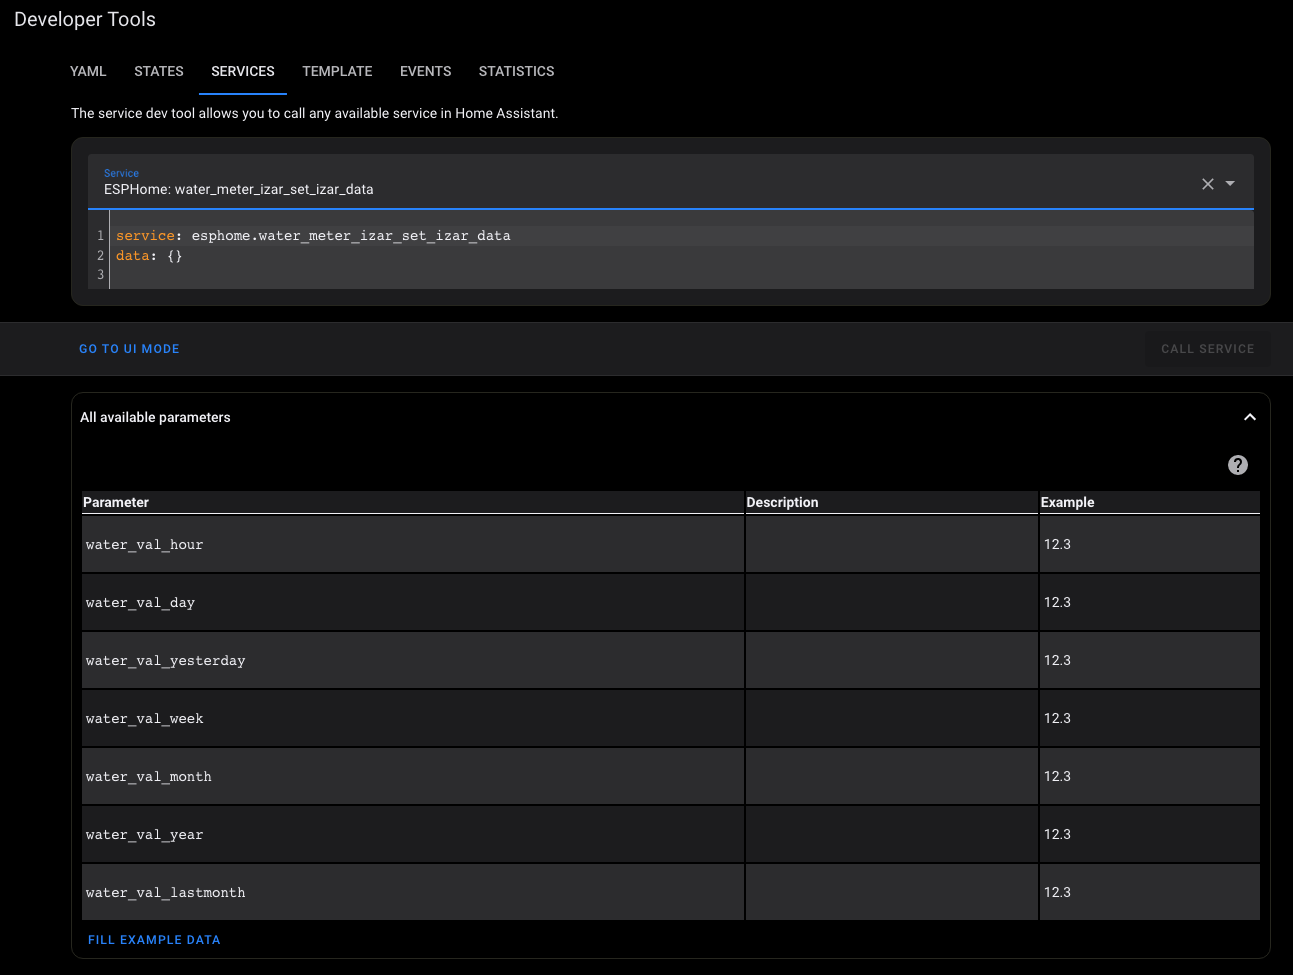 Developer Tools
YAML STATES SERVICES TEMPLATE EVENTS STATISTICS
The service dev tool allows you to call any available service in Home Assistant.
Service
ESPHome: water_meter_izar_set_izar_data
1 service: esphome.water_meter_izar_set_izar_data
2 data: {}
3
GO TO UI MODE CALL SERVICE
All available parameters
?
Parameter Description Example
water_val_hour 12.3
water_val_day 12.3
water_val_yesterday 12.3
water_val_week 12.3
water_val_month 12.3
water_val_year 12.3
water_val_lastmonth 12.3
FILL EXAMPLE DATA